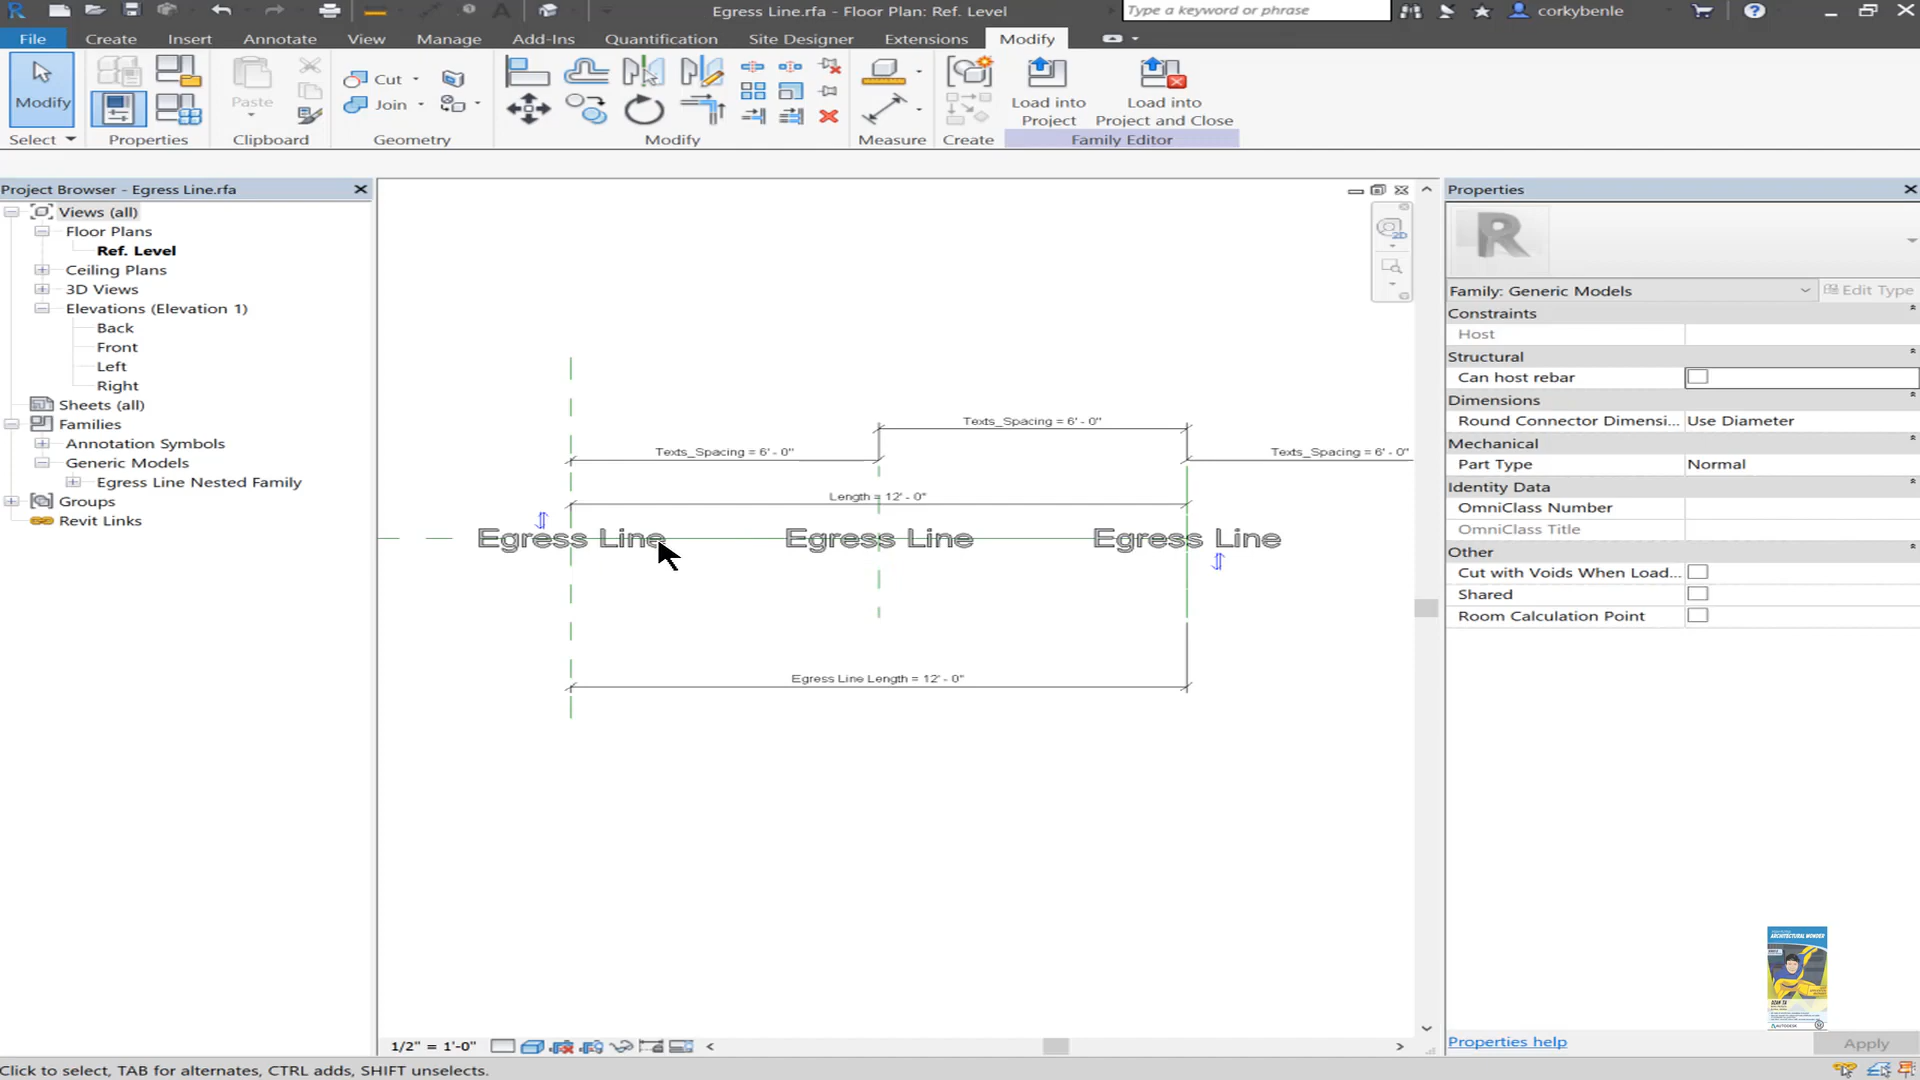 Egress Line.rfa - Floor Plan: Ref. Level
Type a keyword or phrase
corkybenle
File
Create
Insert
Annotate
View
Manage
Add-Ins
Quantification
Site Designer
Extensions
Modify
Modify
Paste
Cut
Join
Load into
Project
Load into
Project and Close
Select
Properties
Clipboard
Geometry
Modify
Measure
Create
Family Editor
Project Browser - Egress Line.rfa
Views (all)
Floor Plans
Ref. Level
Ceiling Plans
3D Views
Elevations (Elevation 1)
Back
Front
Left
Right
Sheets (all)
Families
Annotation Symbols
Generic Models
Egress Line Nested Family
Groups
Revit Links
2D
Texts_Spacing = 6' - 0"
Texts_Spacing = 6' - 0"
Texts_Spacing = 6' - 0"
Length = 12' - 0"
Egress Line
Egress Line
Egress Line
Egress Line Length = 12' - 0"
Properties
R
Family: Generic Models
Edit Type
Constraints
Host
Structural
Can host rebar
Dimensions
Round Connector Dimensi... Use Diameter
Mechanical
Part Type Normal
Identity Data
OmniClass Number
OmniClass Title
Other
Cut with Voids When Load...
Shared
Room Calculation Point
ARCHITECTURAL WONDER
AUTODESK
Properties help
Apply
1/2" = 1'-0"
Click to select, TAB for alternates, CTRL adds, SHIFT unselects.